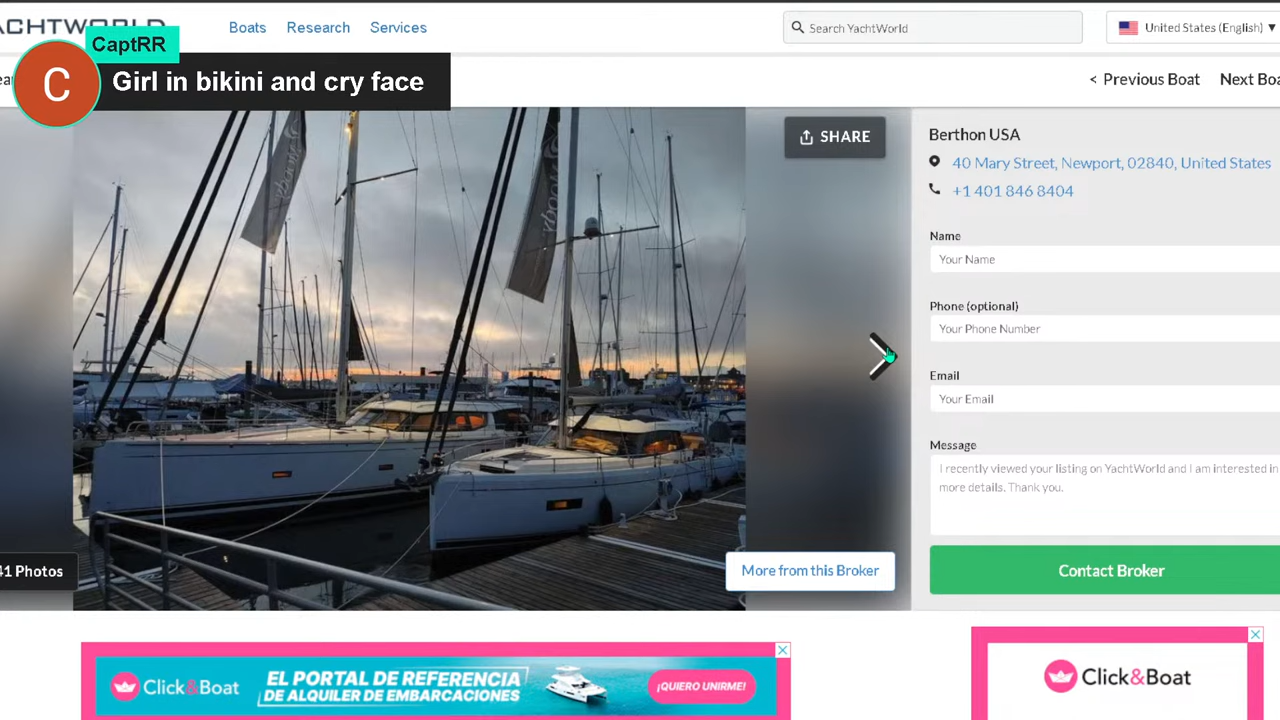 YACHTWORLD
Boats
Research
Services
Search YachtWorld
United States (English)
CaptRR
C
Girl in bikini and cry face
< Previous Boat
Next Boa
SHARE
Berthon USA
40 Mary Street, Newport, 02840, United States
+1 401 846 8404
Name
Your Name
Phone (optional)
Your Phone Number
Email
Your Email
Message
I recently viewed your listing on YachtWorld and I am interested in
more details. Thank you.
41 Photos
More from this Broker
Contact Broker
Click&Boat
EL PORTAL DE REFERENCIA
DE ALQUILER DE EMBARCACIONES
¡QUIERO UNIRME!
Click&Boat